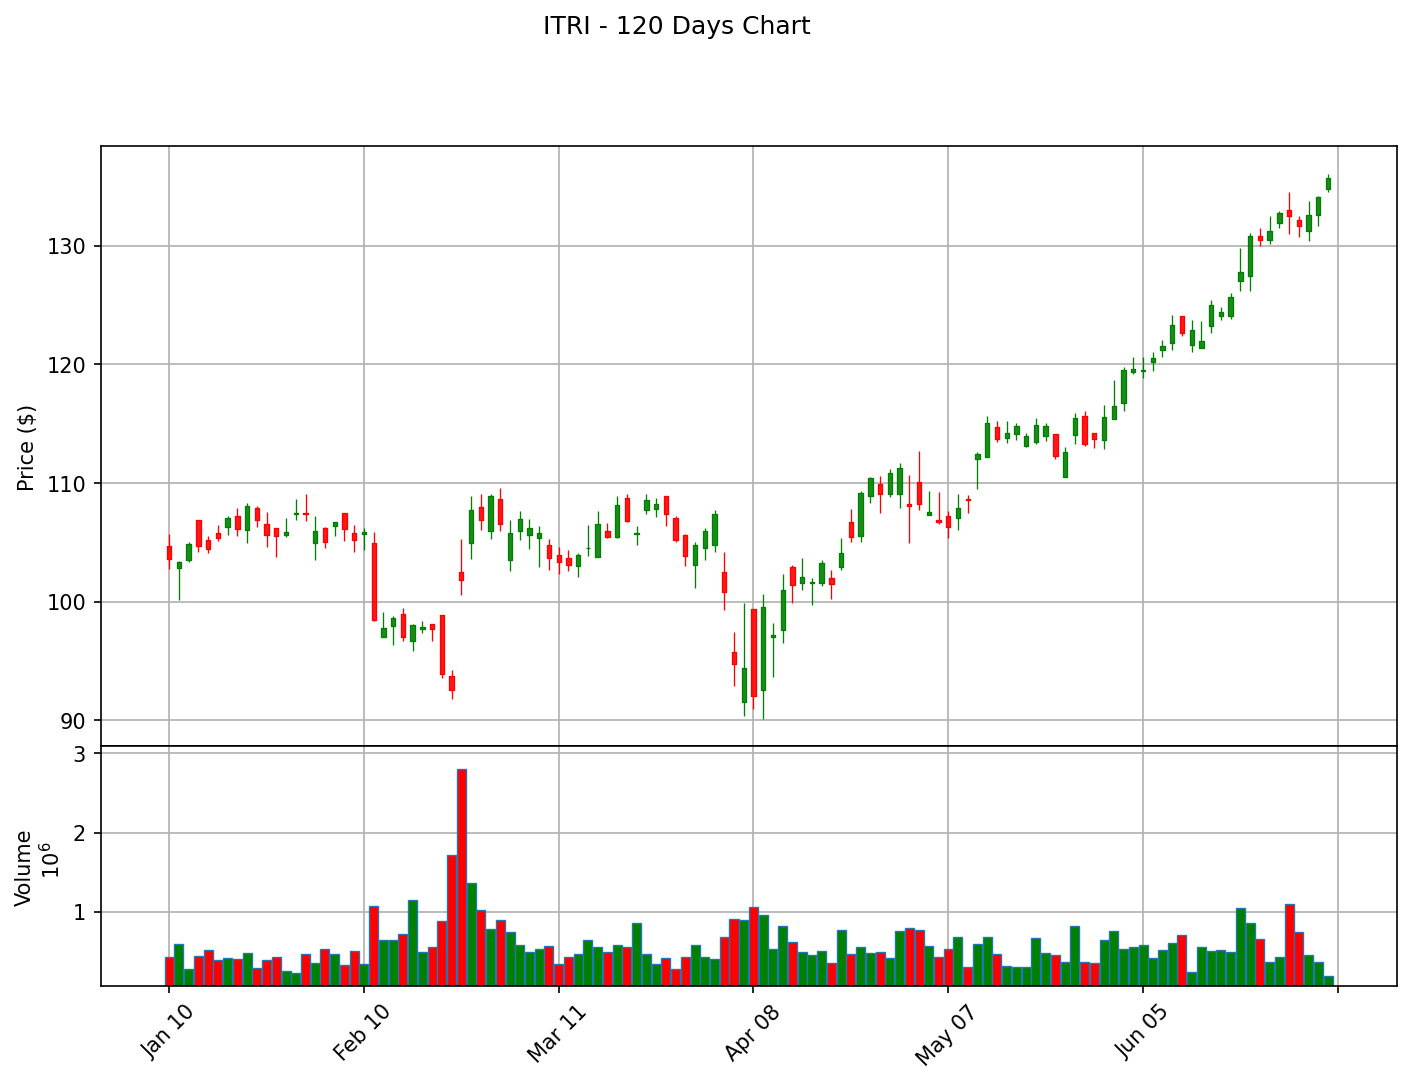 ITRI - 120 Days Chart
Price ($)
130
120
110
100
90
Volume
10^6
3
2
1
Jan 10
Feb 10
Mar 11
Apr 08
May 07
Jun 05